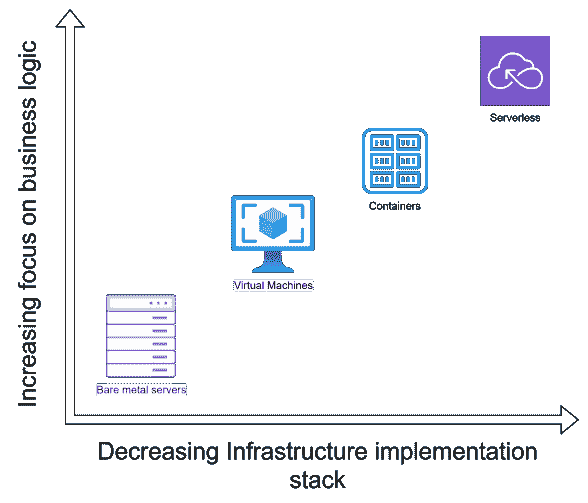 Increasing focus on business logic
Serverless
Containers
Virtual Machines
Bare metal servers
Decreasing Infrastructure implementation
stack